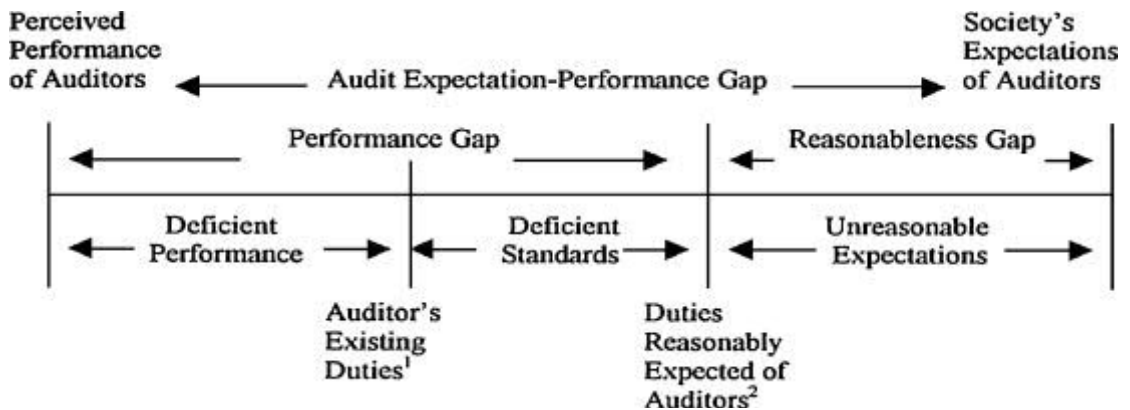 Perceived
Performance
of Auditors
Society's
Expectations
of Auditors
Audit Expectation-Performance Gap
Performance Gap
Reasonableness Gap
Deficient
Performance
Deficient
Standards
Unreasonable
Expectations
Auditor's
Existing
Duties¹
Duties
Reasonably
Expected of
Auditors²